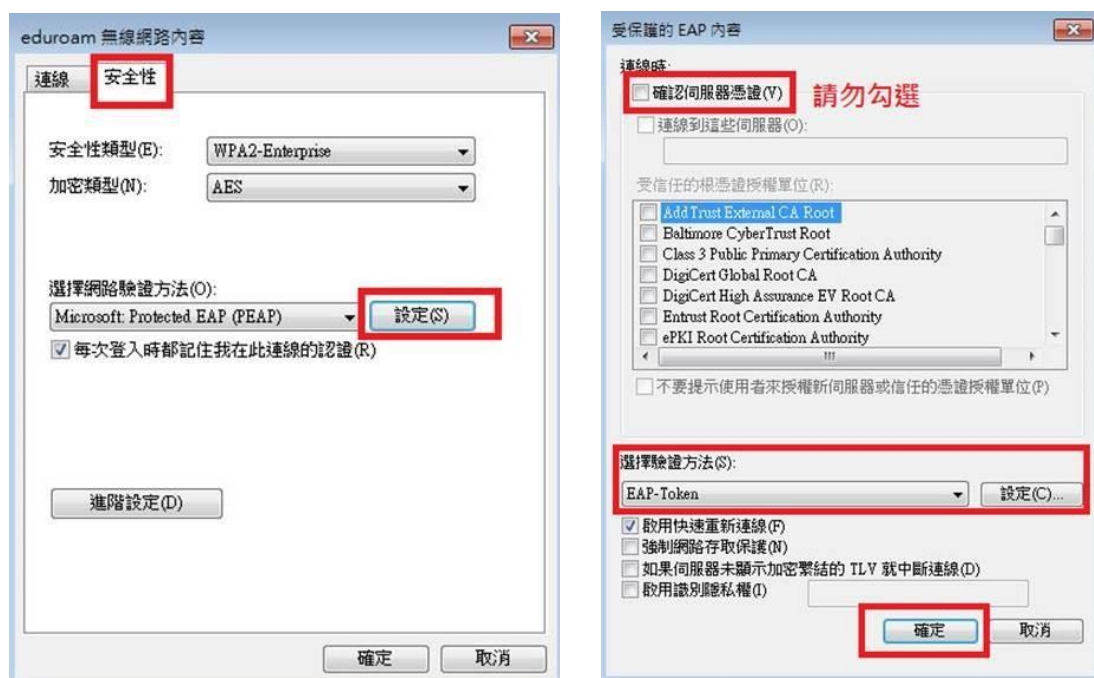 eduroam 無線網路內容
連線
安全性
安全性類型(E):
WPA2-Enterprise
加密類型(N):
AES
選擇網路驗證方法(O):
Microsoft: Protected EAP (PEAP)
設定(S)
每次登入時都記住我在此連線的認證(R)
進階設定(D)
確定
取消
受保護的 EAP 內容
連線時:
確認伺服器憑證(V)
請勿勾選
連線到這些伺服器(O):
受信任的根憑證授權單位(R):
AddTrust External CA Root
Baltimore CyberTrust Root
Class 3 Public Primary Certification Authority
DigiCert Global Root CA
DigiCert High Assurance EV Root CA
Entrust Root Certification Authority
ePKI Root Certification Authority
不要提示使用者來授權新伺服器或信任的憑證授權單位(P)
選擇驗證方法(S):
EAP-Token
設定(C)...
啟用快速重新連線(F)
強制網路存取保護(N)
如果伺服器未顯示加密繫結的 TLV 就中斷連線(D)
啟用識別隱私權(I)
確定
取消